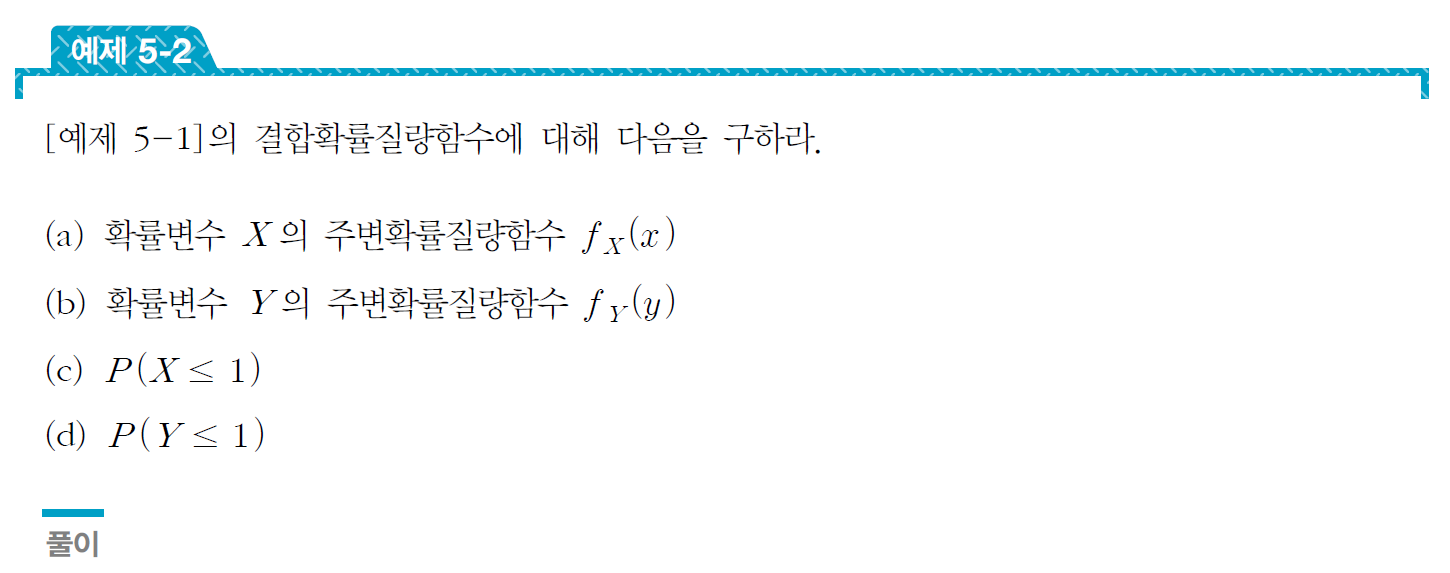 예제 5-2
[예제 5-1]의 결합확률질량함수에 대해 다음을 구하라.
(a) 확률변수 X의 주변확률질량함수 f_X(x)
(b) 확률변수 Y의 주변확률질량함수 f_Y(y)
(c) P(X ≤ 1)
(d) P(Y ≤ 1)
풀이